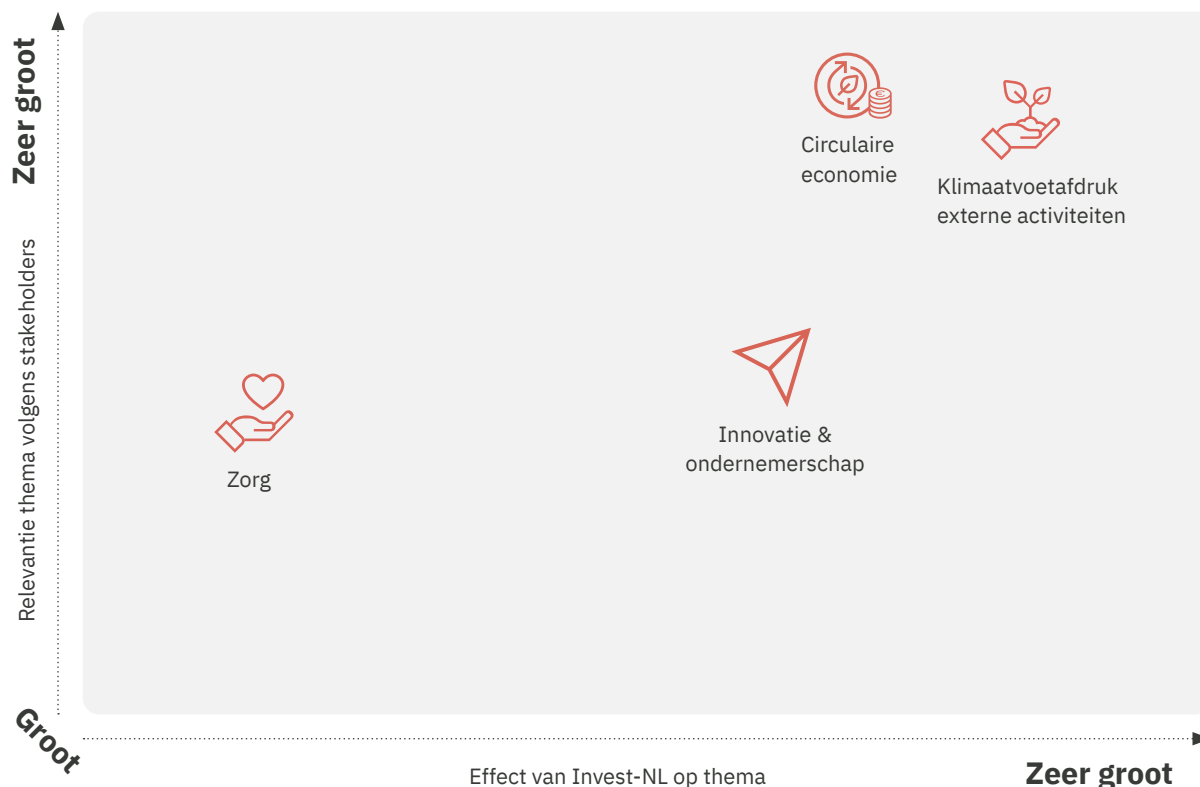 Zeer groot
Relevantie thema volgens stakeholders
Circulaire
economie
Klimaatvoetafdruk
externe activiteiten
Innovatie &
ondernemerschap
Zorg
Groot
Effect van Invest-NL op thema
Zeer groot